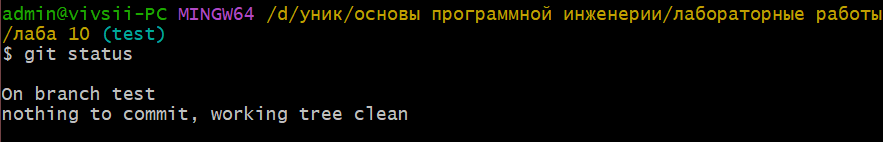 admin@vivsii-PC MINGW64 /d/уник/основы программной инженерии/лабораторные работы
/лаба 10 (test)
$ git status
On branch test
nothing to commit, working tree clean